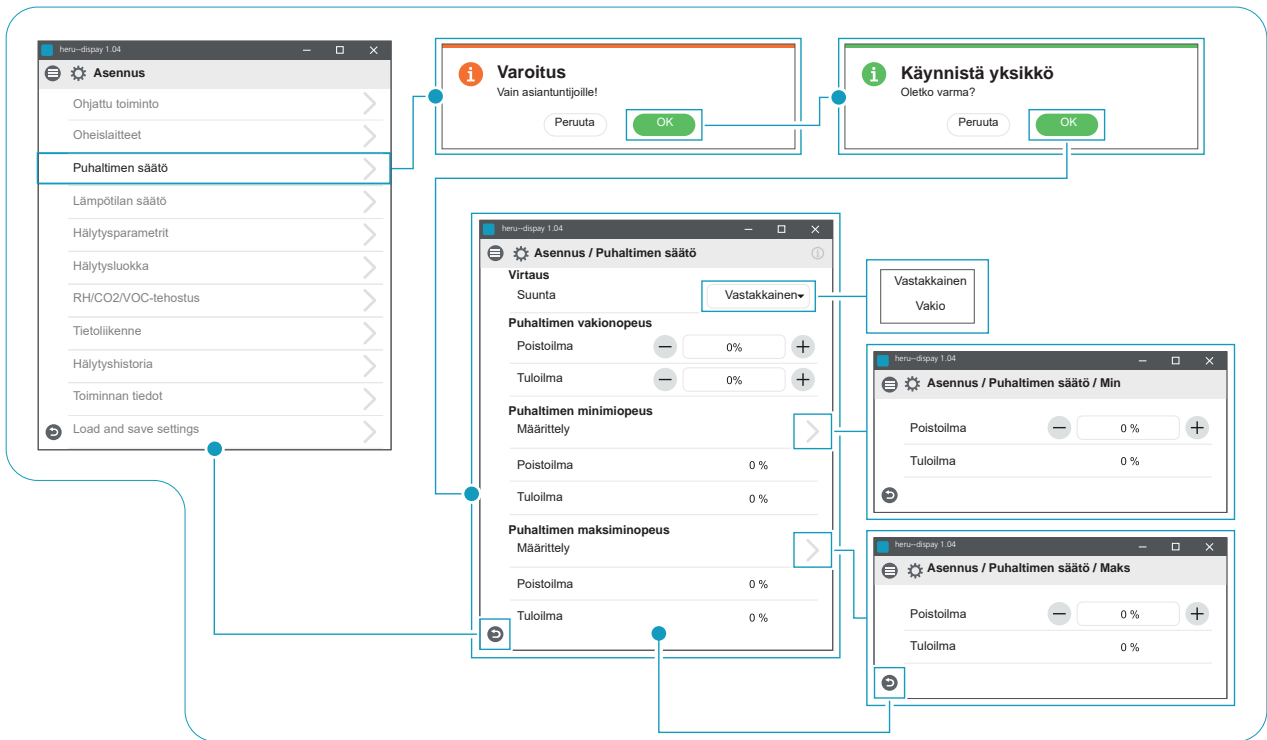 heru--dispay 1.04
Asennus
Ohjattu toiminto
Oheislaitteet
Puhaltimen säätö
Lämpötilan säätö
Hälytysparametrit
Hälytysluokka
RH/CO2/VOC-tehostus
Tietoliikenne
Hälytyshistoria
Toiminnan tiedot
Load and save settings
Varoitus
Vain asiantuntijoille!
Peruuta OK
Käynnistä yksikkö
Oletko varma?
Peruuta OK
heru--dispay 1.04
Asennus / Puhaltimen säätö
Virtaus
Suunta Vastakkainen
Puhaltimen vakionopeus
Poistoilma 0%
Tuloilma 0%
Puhaltimen minimiopeus
Määrittely
Poistoilma 0 %
Tuloilma 0 %
Puhaltimen maksiminopeus
Määrittely
Poistoilma 0 %
Tuloilma 0 %
Vastakkainen
Vakio
heru--dispay 1.04
Asennus / Puhaltimen säätö / Min
Poistoilma 0 %
Tuloilma 0 %
heru--dispay 1.04
Asennus / Puhaltimen säätö / Maks
Poistoilma 0 %
Tuloilma 0 %